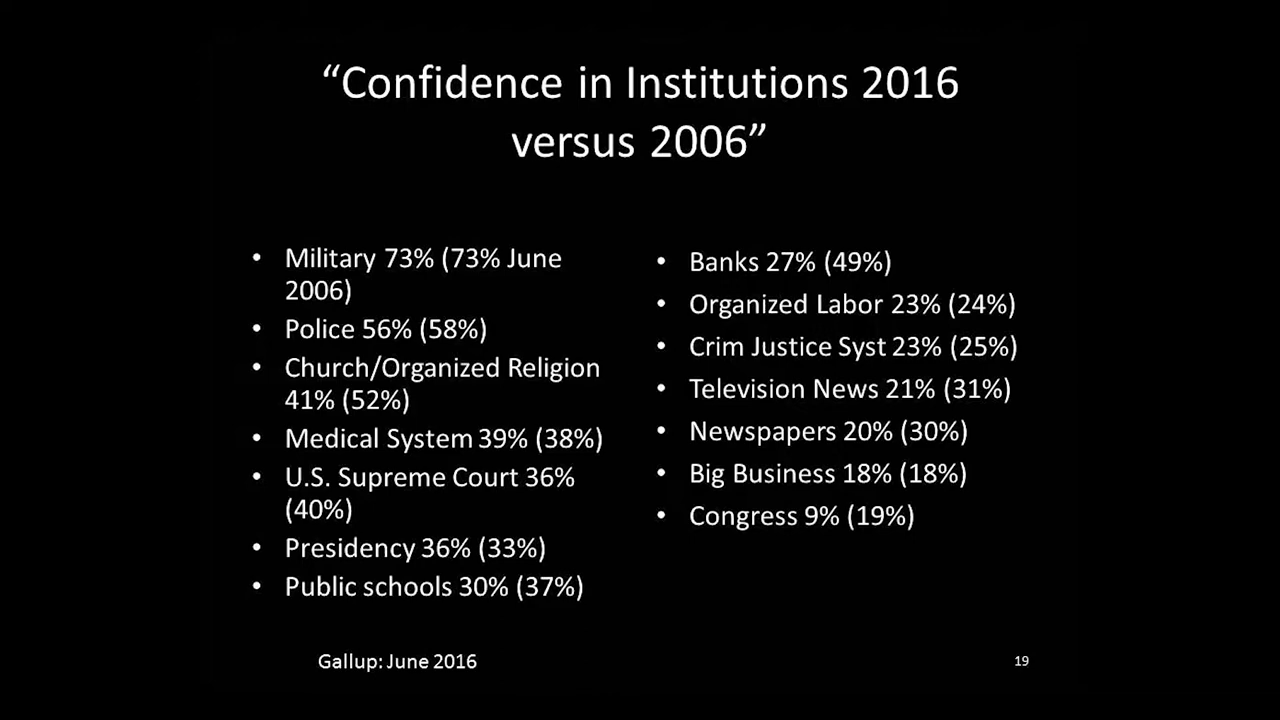 “Confidence in Institutions 2016
versus 2006”
• Military 73% (73% June
2006)
• Police 56% (58%)
• Church/Organized Religion
41% (52%)
• Medical System 39% (38%)
• U.S. Supreme Court 36%
(40%)
• Presidency 36% (33%)
• Public schools 30% (37%)
• Banks 27% (49%)
• Organized Labor 23% (24%)
• Crim Justice Syst 23% (25%)
• Television News 21% (31%)
• Newspapers 20% (30%)
• Big Business 18% (18%)
• Congress 9% (19%)
Gallup: June 2016
19